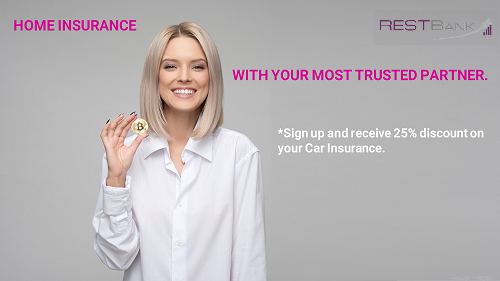 HOME INSURANCE
RESTBANK
WITH YOUR MOST TRUSTED PARTNER.
*Sign up and receive 25% discount on
your Car Insurance.